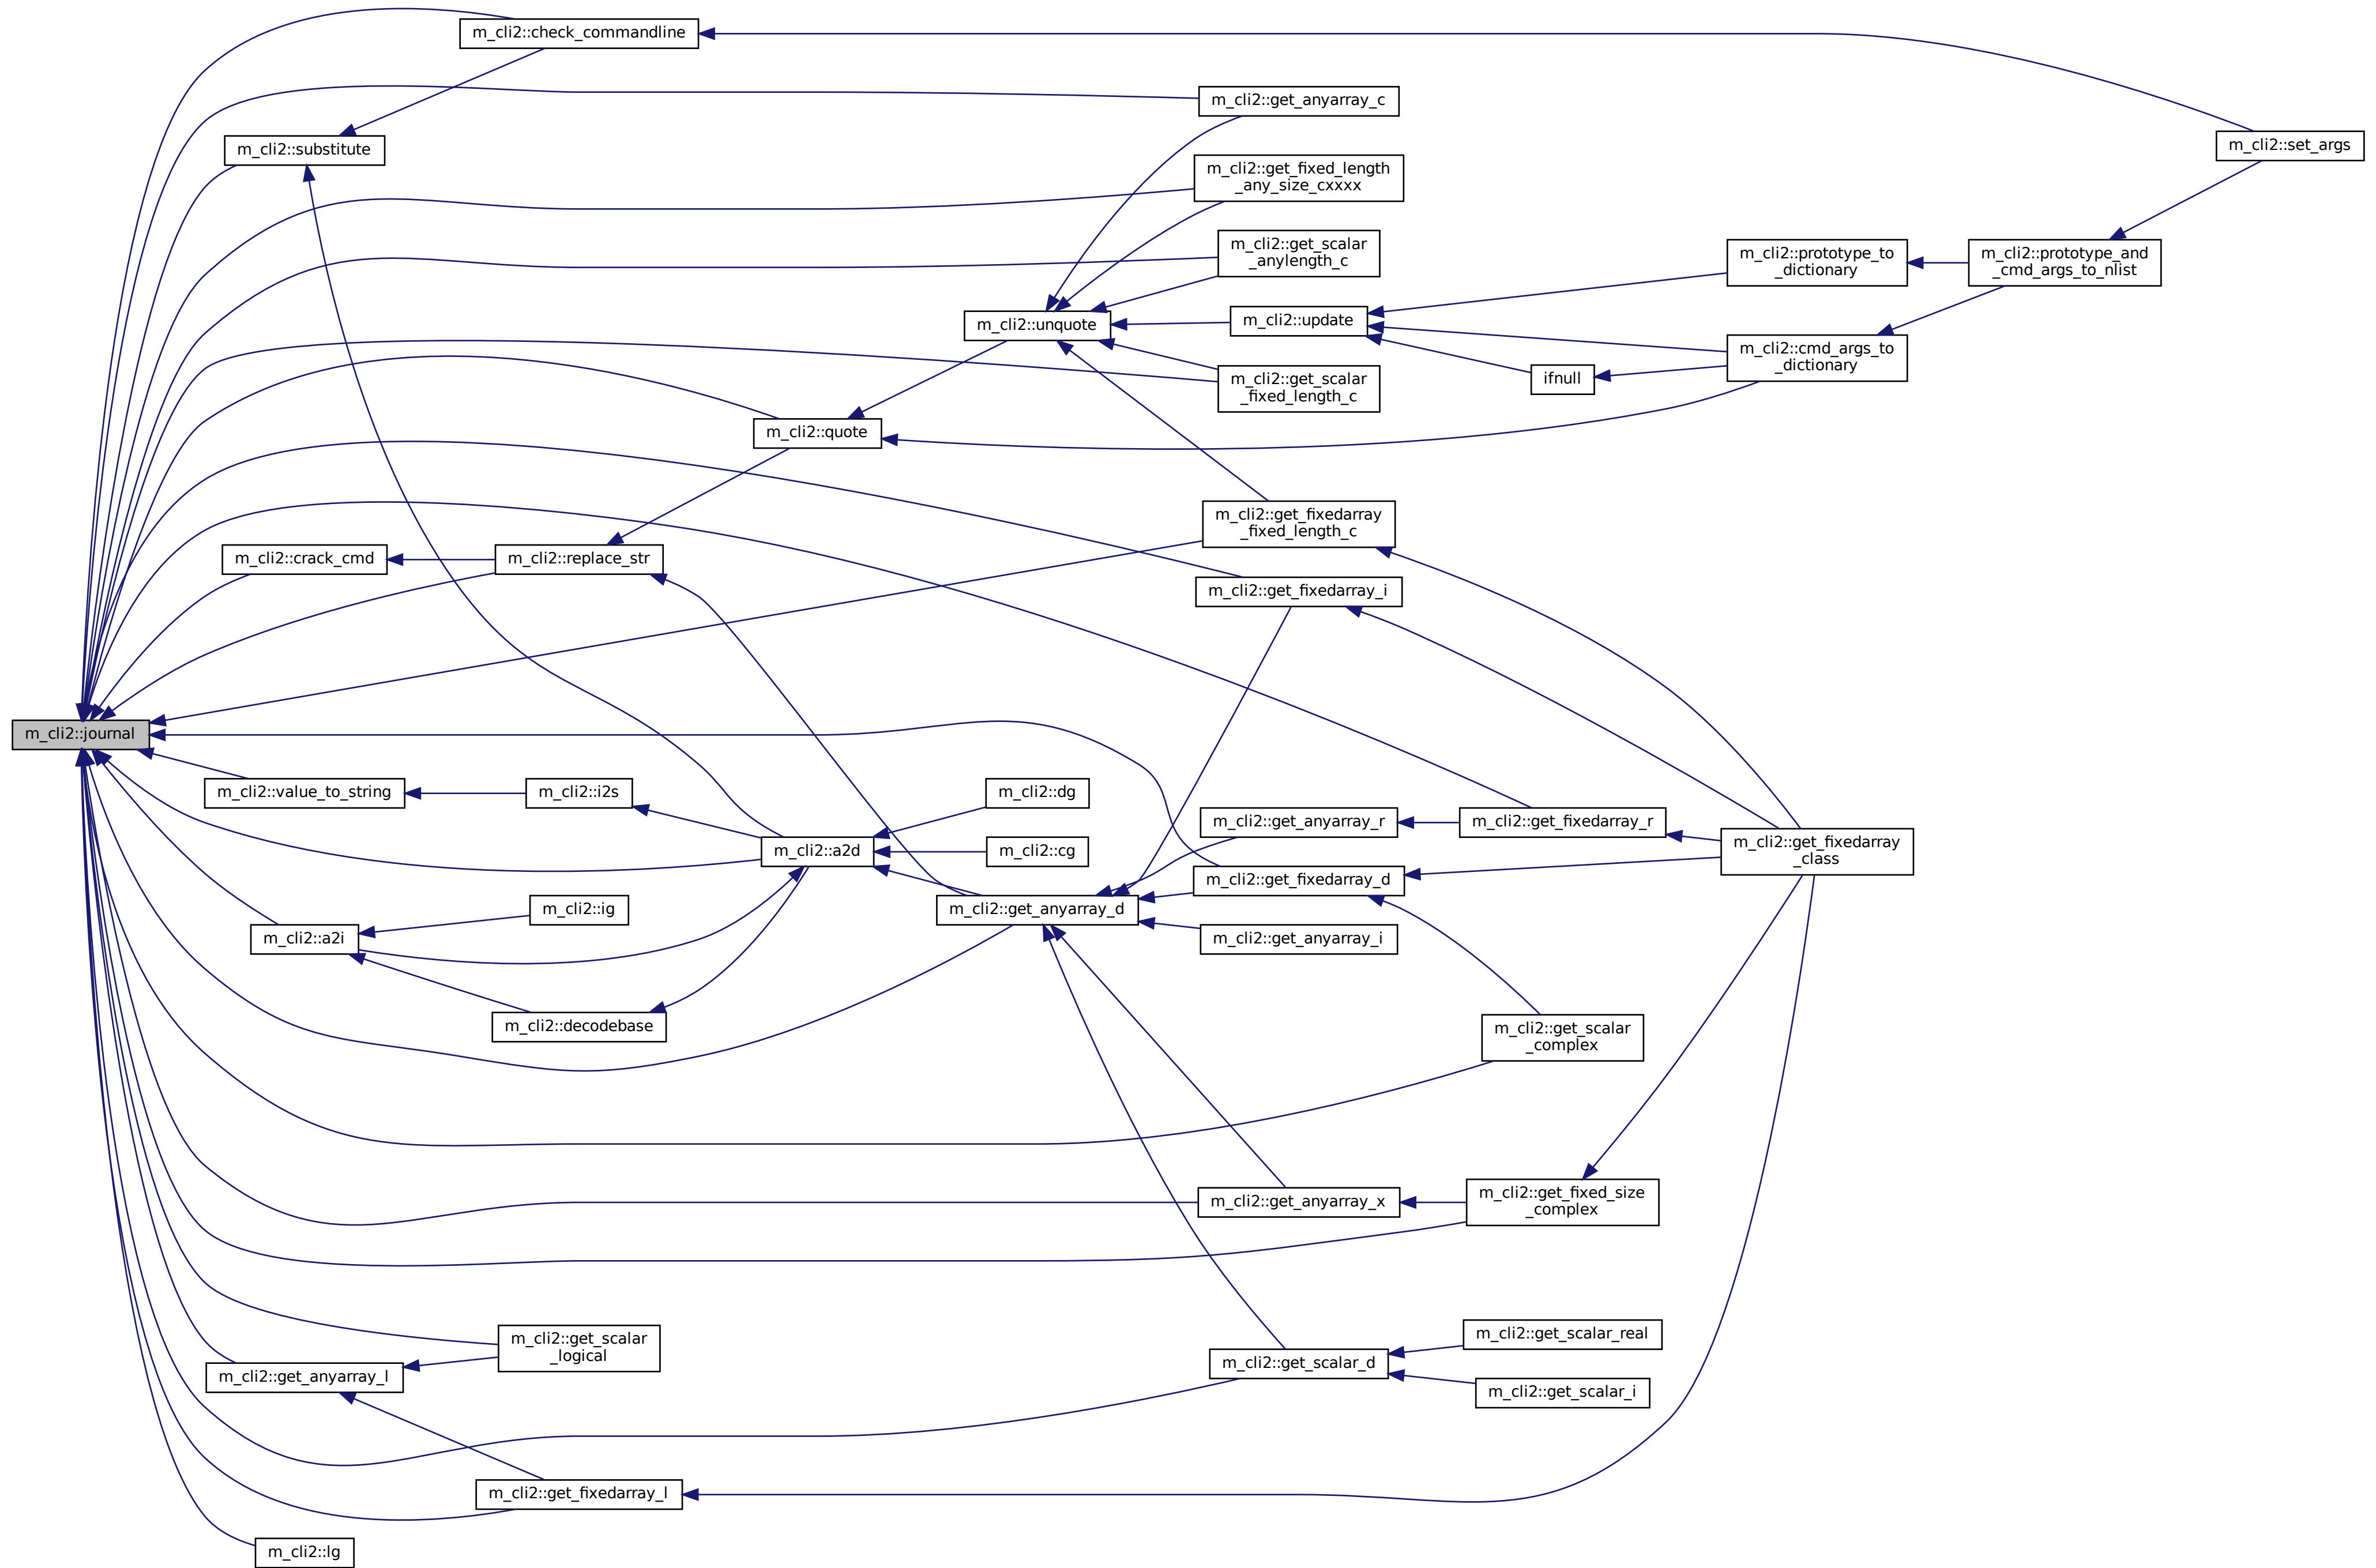 m_cli2::check_commandline
m_cli2::get_anyarray_c
m_cli2::set_args
m_cli2::substitute
m_cli2::get_fixed_length
_any_size_cxxxx
m_cli2::get_scalar
_anylength_c
m_cli2::prototype_to
_dictionary
m_cli2::prototype_and
_cmd_args_to_nlist
m_cli2::unquote
m_cli2::update
m_cli2::cmd_args_to
_dictionary
ifnull
m_cli2::get_scalar
_fixed_length_c
m_cli2::quote
m_cli2::get_fixedarray
_fixed_length_c
m_cli2::crack_cmd
m_cli2::replace_str
m_cli2::get_fixedarray_i
m_cli2::journal
m_cli2::value_to_string
m_cli2::i2s
m_cli2::dg
m_cli2::get_anyarray_r
m_cli2::get_fixedarray_r
m_cli2::a2d
m_cli2::cg
m_cli2::get_fixedarray
_class
m_cli2::get_fixedarray_d
m_cli2::ig
m_cli2::get_anyarray_d
m_cli2::a2i
m_cli2::get_anyarray_i
m_cli2::decodebase
m_cli2::get_scalar
_complex
m_cli2::get_anyarray_x
m_cli2::get_fixed_size
_complex
m_cli2::get_scalar
_logical
m_cli2::get_scalar_real
m_cli2::get_anyarray_l
m_cli2::get_scalar_d
m_cli2::get_scalar_i
m_cli2::get_fixedarray_l
m_cli2::lg